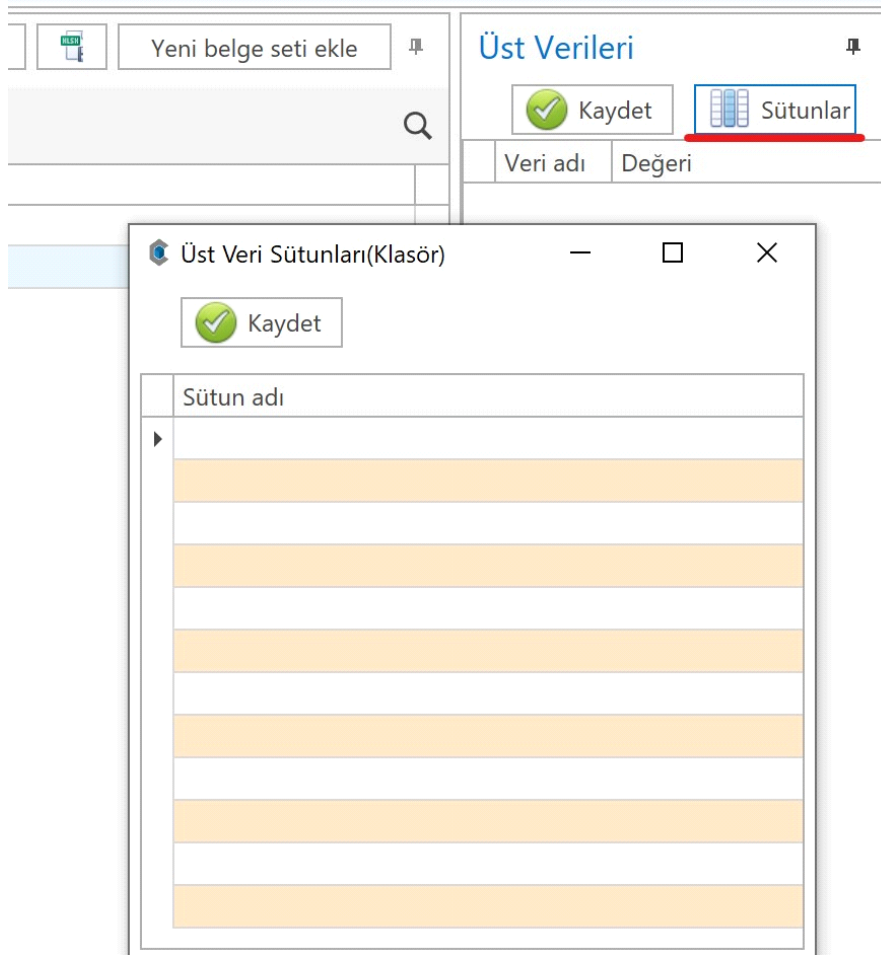 Yeni belge seti ekle
Üst Verileri
Kaydet
Sütunlar
Veri adı
Değeri
Üst Veri Sütunları(Klasör)
Kaydet
Sütun adı